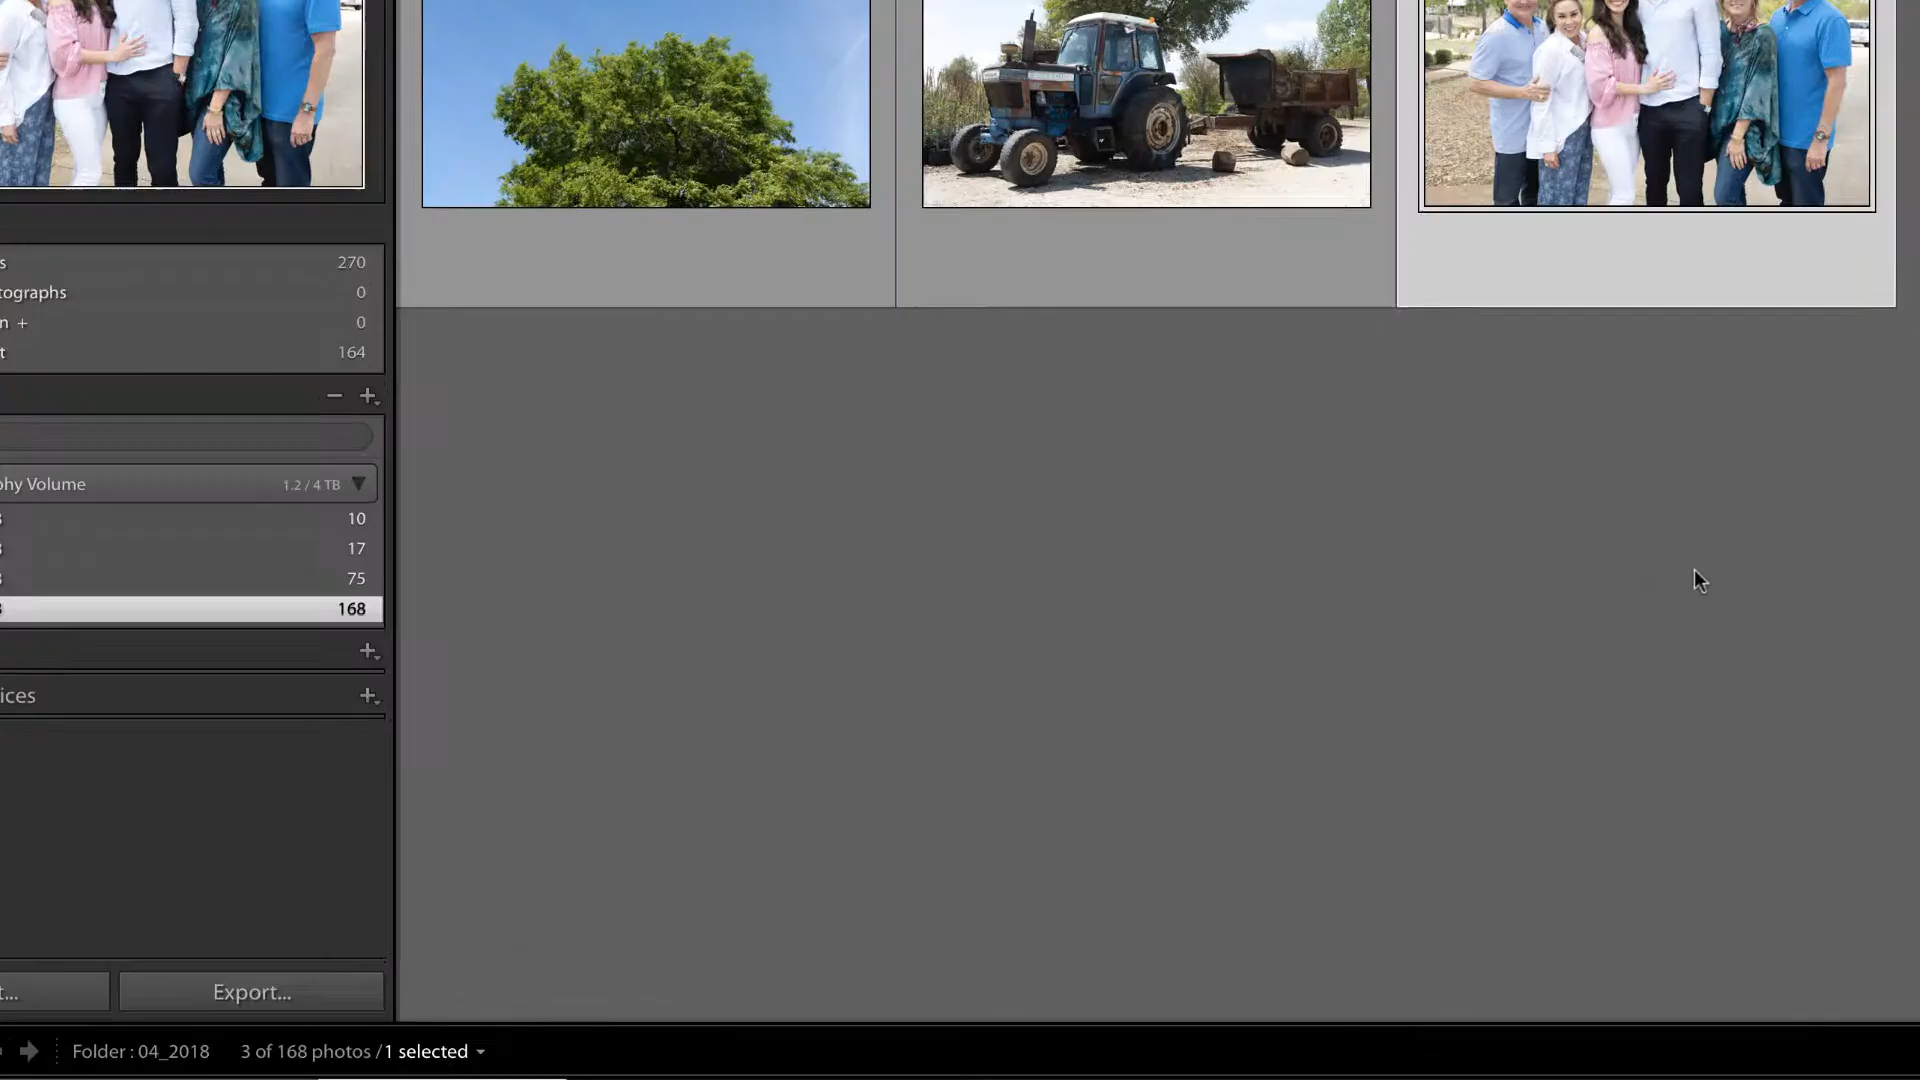 s 270
tographs 0
n + 0
t 164
phy Volume 1.2 / 4 TB
10
17
75
168
ices
t... Export...
Folder : 04_2018 3 of 168 photos / 1 selected